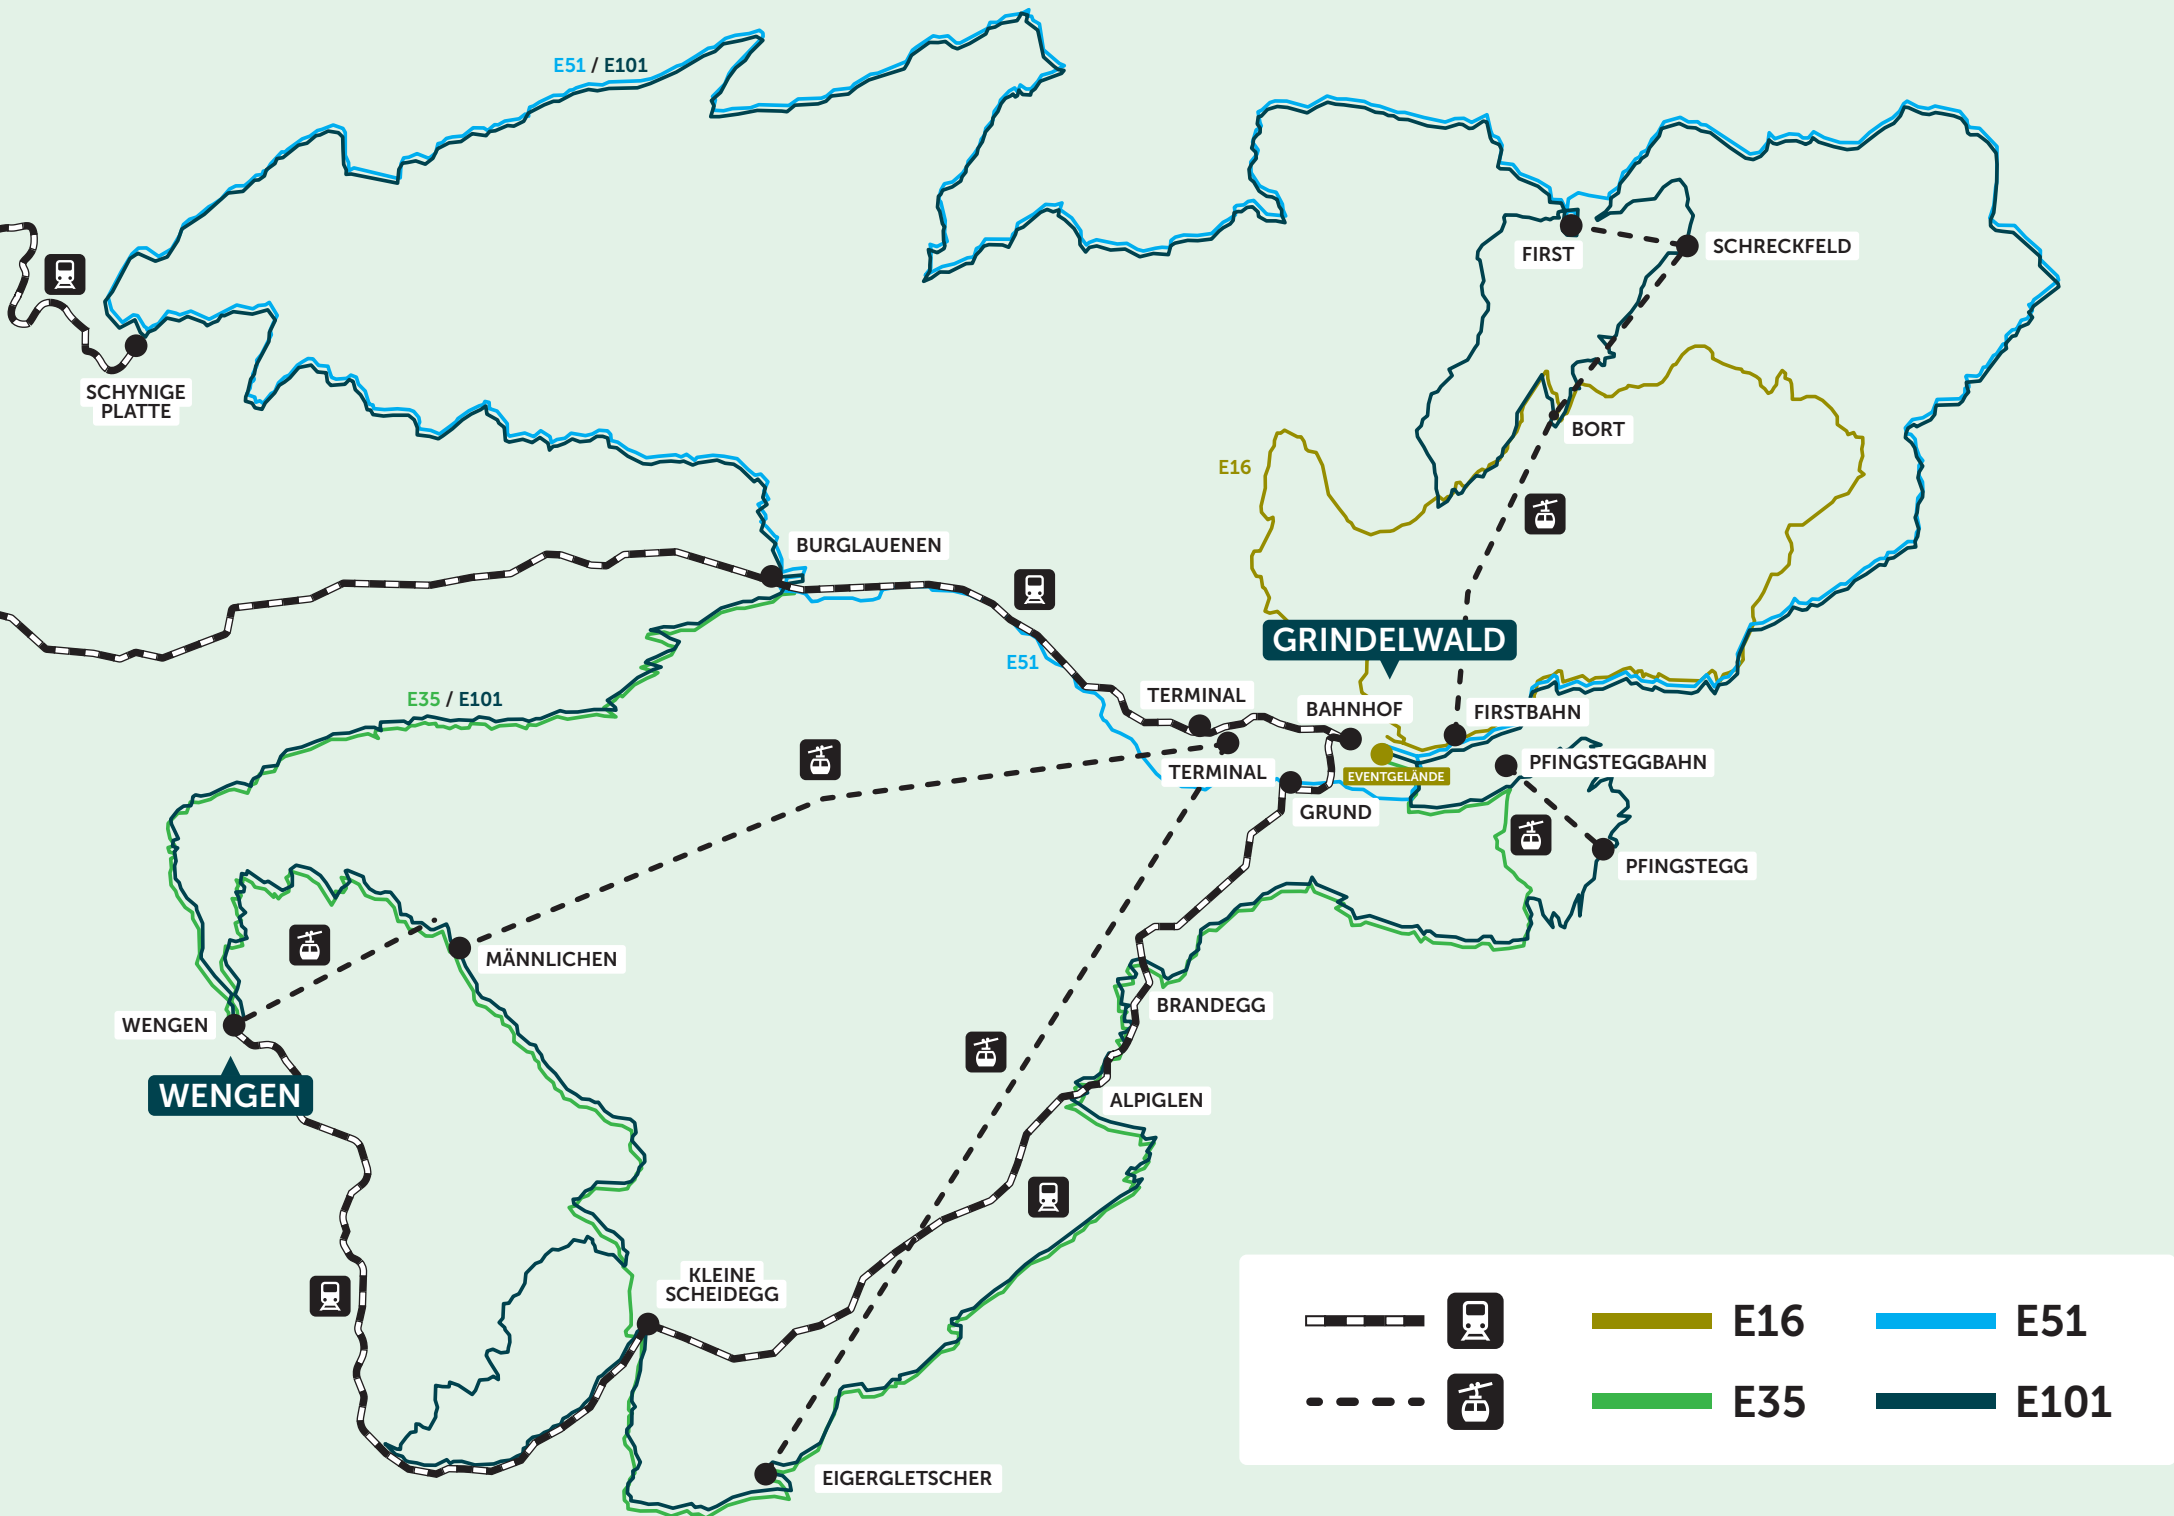 E51 / E101
FIRST
SCHRECKFELD
SCHYNIGE
PLATTE
BORT
E16
BURGLAUENEN
GRINDELWALD
E51
E35 / E101
TERMINAL
BAHNHOF
FIRSTBAHN
TERMINAL
EVENTGELÄNDE
PFINGSTEGGBAHN
GRUND
PFINGSTEGG
MÄNNLICHEN
BRANDEGG
WENGEN
WENGEN
ALPIGLEN
KLEINE
SCHEIDEGG
EIGERGLETSCHER
E16
E51
E35
E101